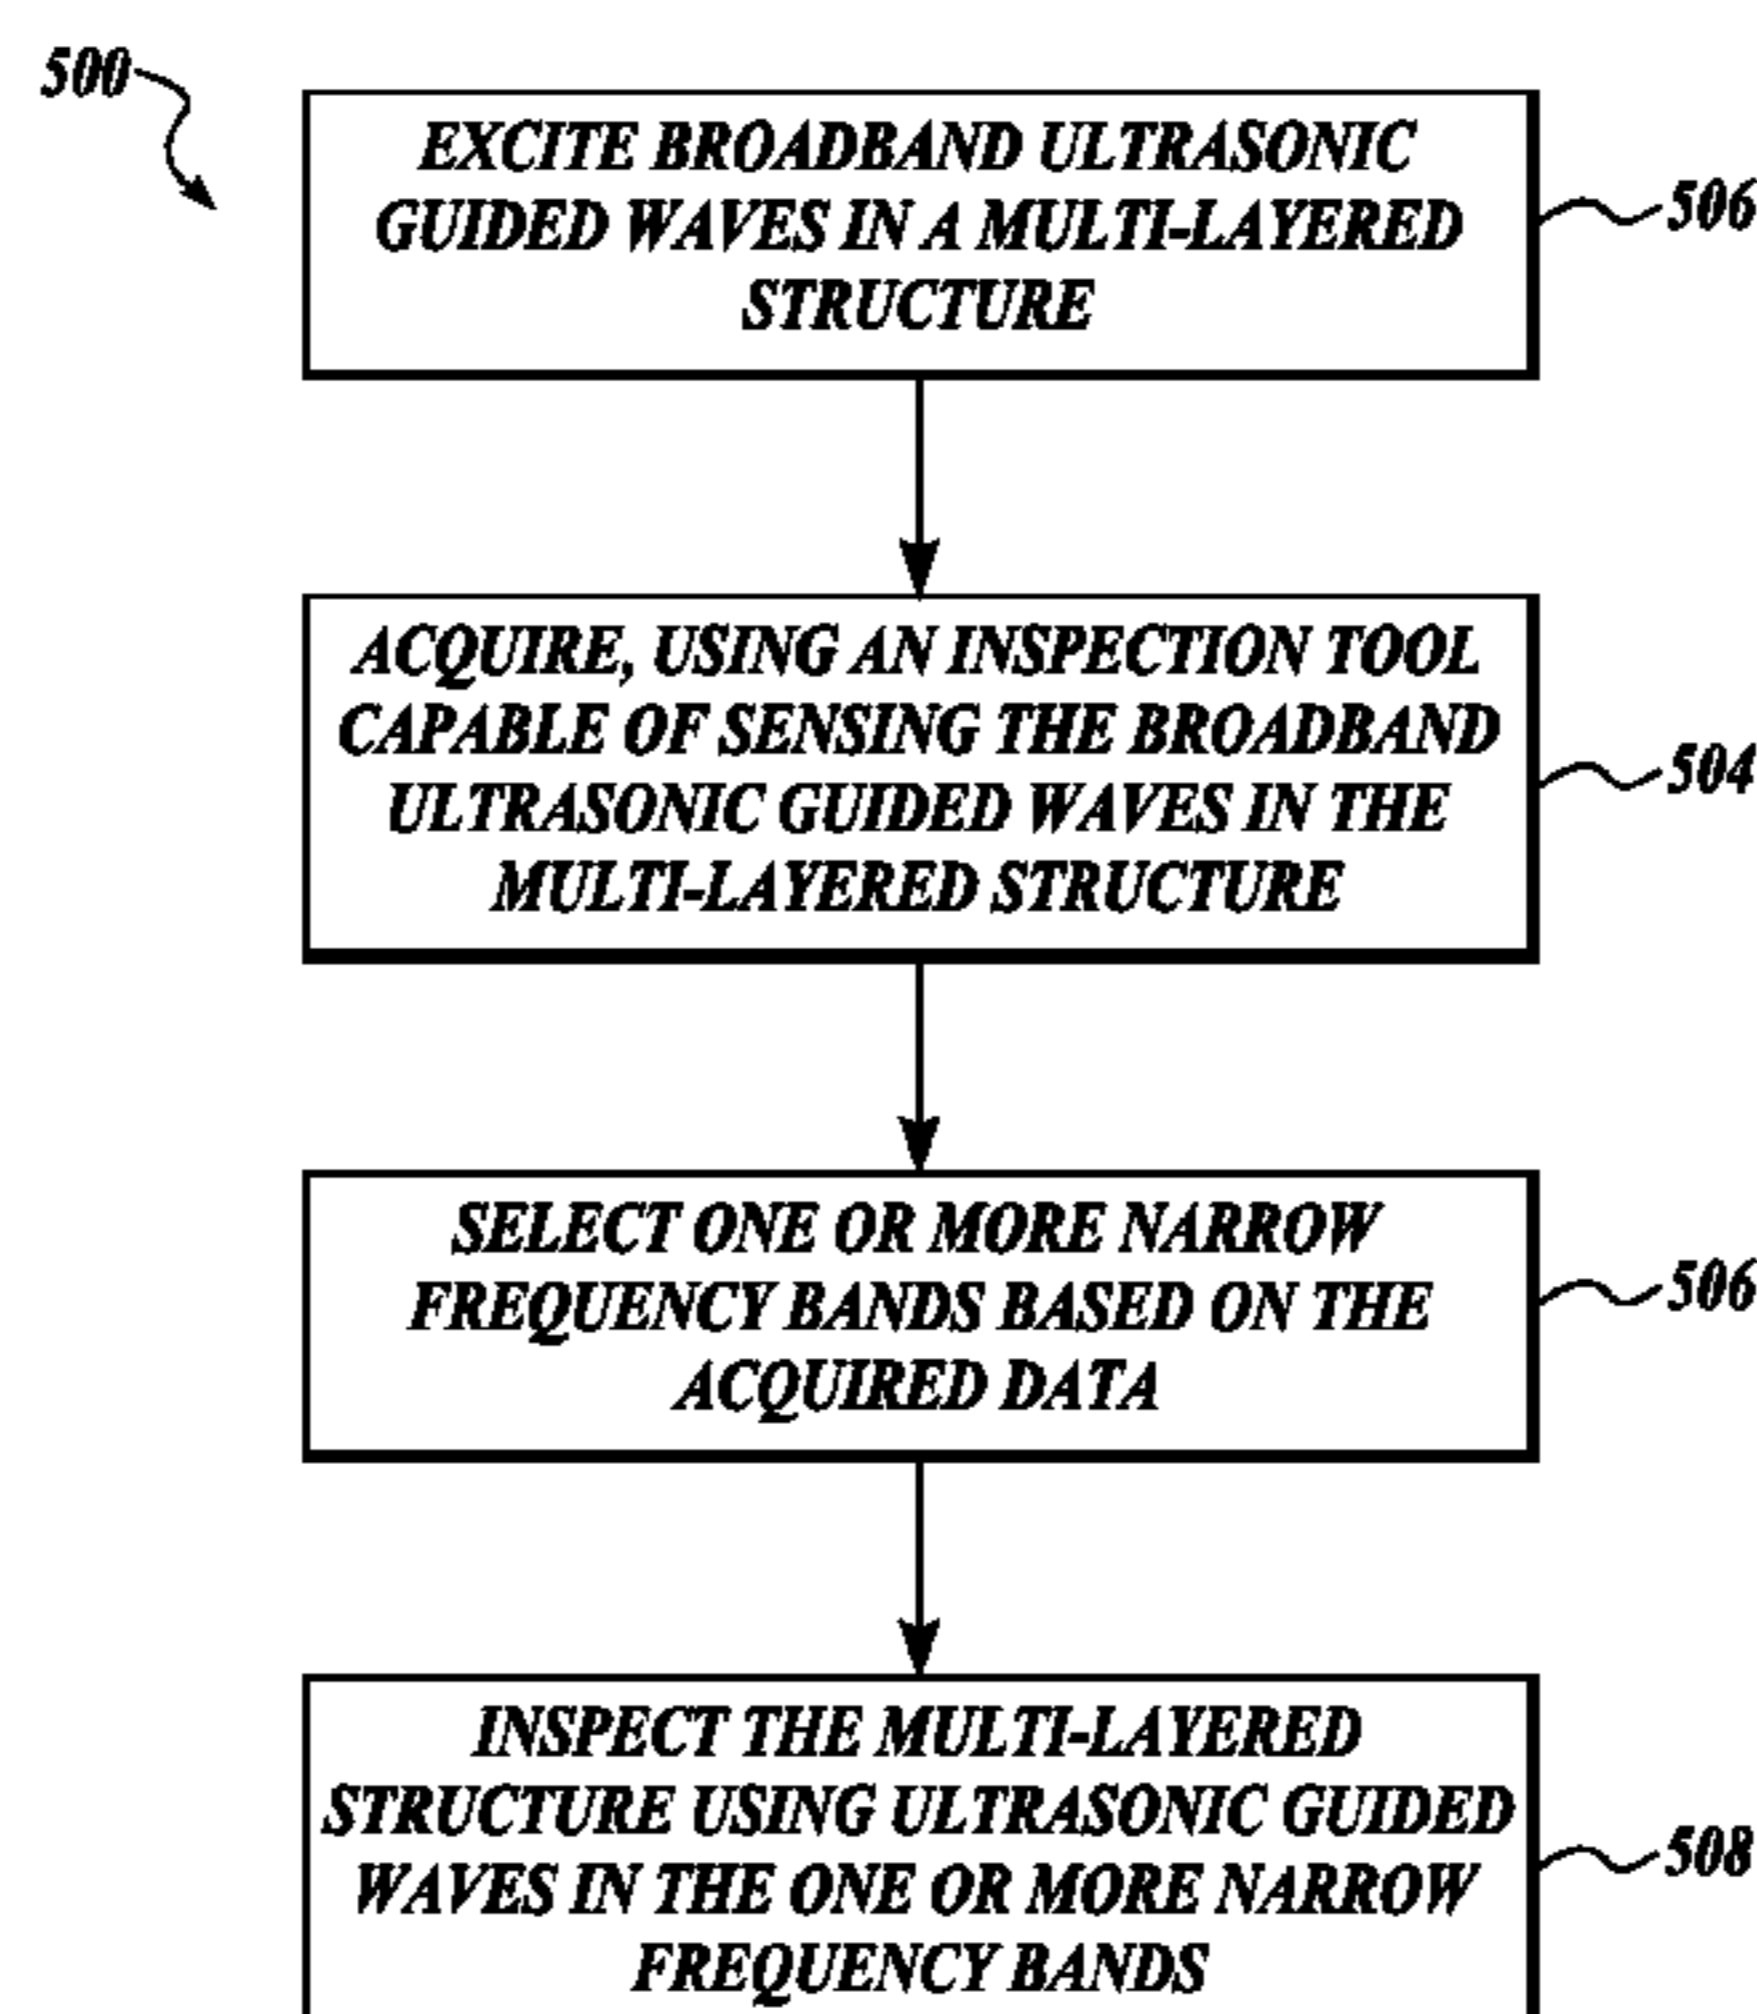 500
EXCITE BROADBAND ULTRASONIC
GUIDED WAVES IN A MULTI-LAYERED
STRUCTURE
506
ACQUIRE, USING AN INSPECTION TOOL
CAPABLE OF SENSING THE BROADBAND
ULTRASONIC GUIDED WAVES IN THE
MULTI-LAYERED STRUCTURE
504
SELECT ONE OR MORE NARROW
FREQUENCY BANDS BASED ON THE
ACQUIRED DATA
506
INSPECT THE MULTI-LAYERED
STRUCTURE USING ULTRASONIC GUIDED
WAVES IN THE ONE OR MORE NARROW
FREQUENCY BANDS
508